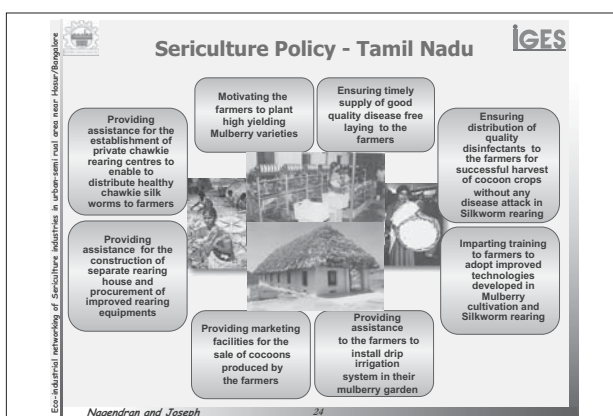 Eco-industrial networking of Sericulture industries in urban-semi rual area near Hosur/Bangalore
IGES
Sericulture Policy - Tamil Nadu
Motivating the
farmers to plant
high yielding
Mulberry varieties
Ensuring timely
supply of good
quality disease free
laying to the
farmers
Providing
assistance for the
establishment of
private chawkie
rearing centres to
enable to
distribute healthy
chawkie silk
worms to farmers
Ensuring
distribution of
quality
disinfectants to
the farmers for
successful harvest
of cocoon crops
without any
disease attack in
Silkworm rearing
Providing
assistance for the
construction of
separate rearing
house and
procurement of
improved rearing
equipments
Imparting training
to farmers to
adopt improved
technologies
developed in
Mulberry
cultivation and
Silkworm rearing
Providing marketing
facilities for the
sale of cocoons
produced by
the farmers
Providing
assistance
to the farmers to
install drip
irrigation
system in their
mulberry garden
Nagendran and Joseph
24